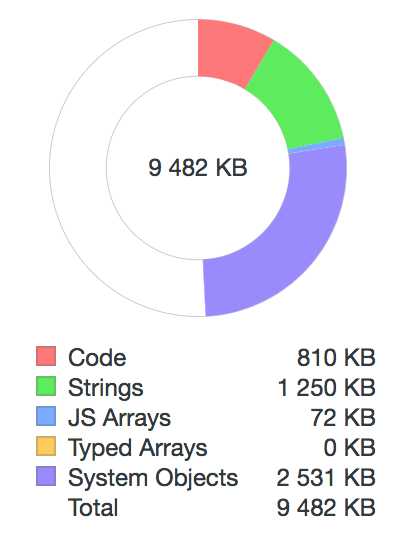 9 482 KB
Code 810 KB
Strings 1 250 KB
JS Arrays 72 KB
Typed Arrays 0 KB
System Objects 2 531 KB
Total 9 482 KB